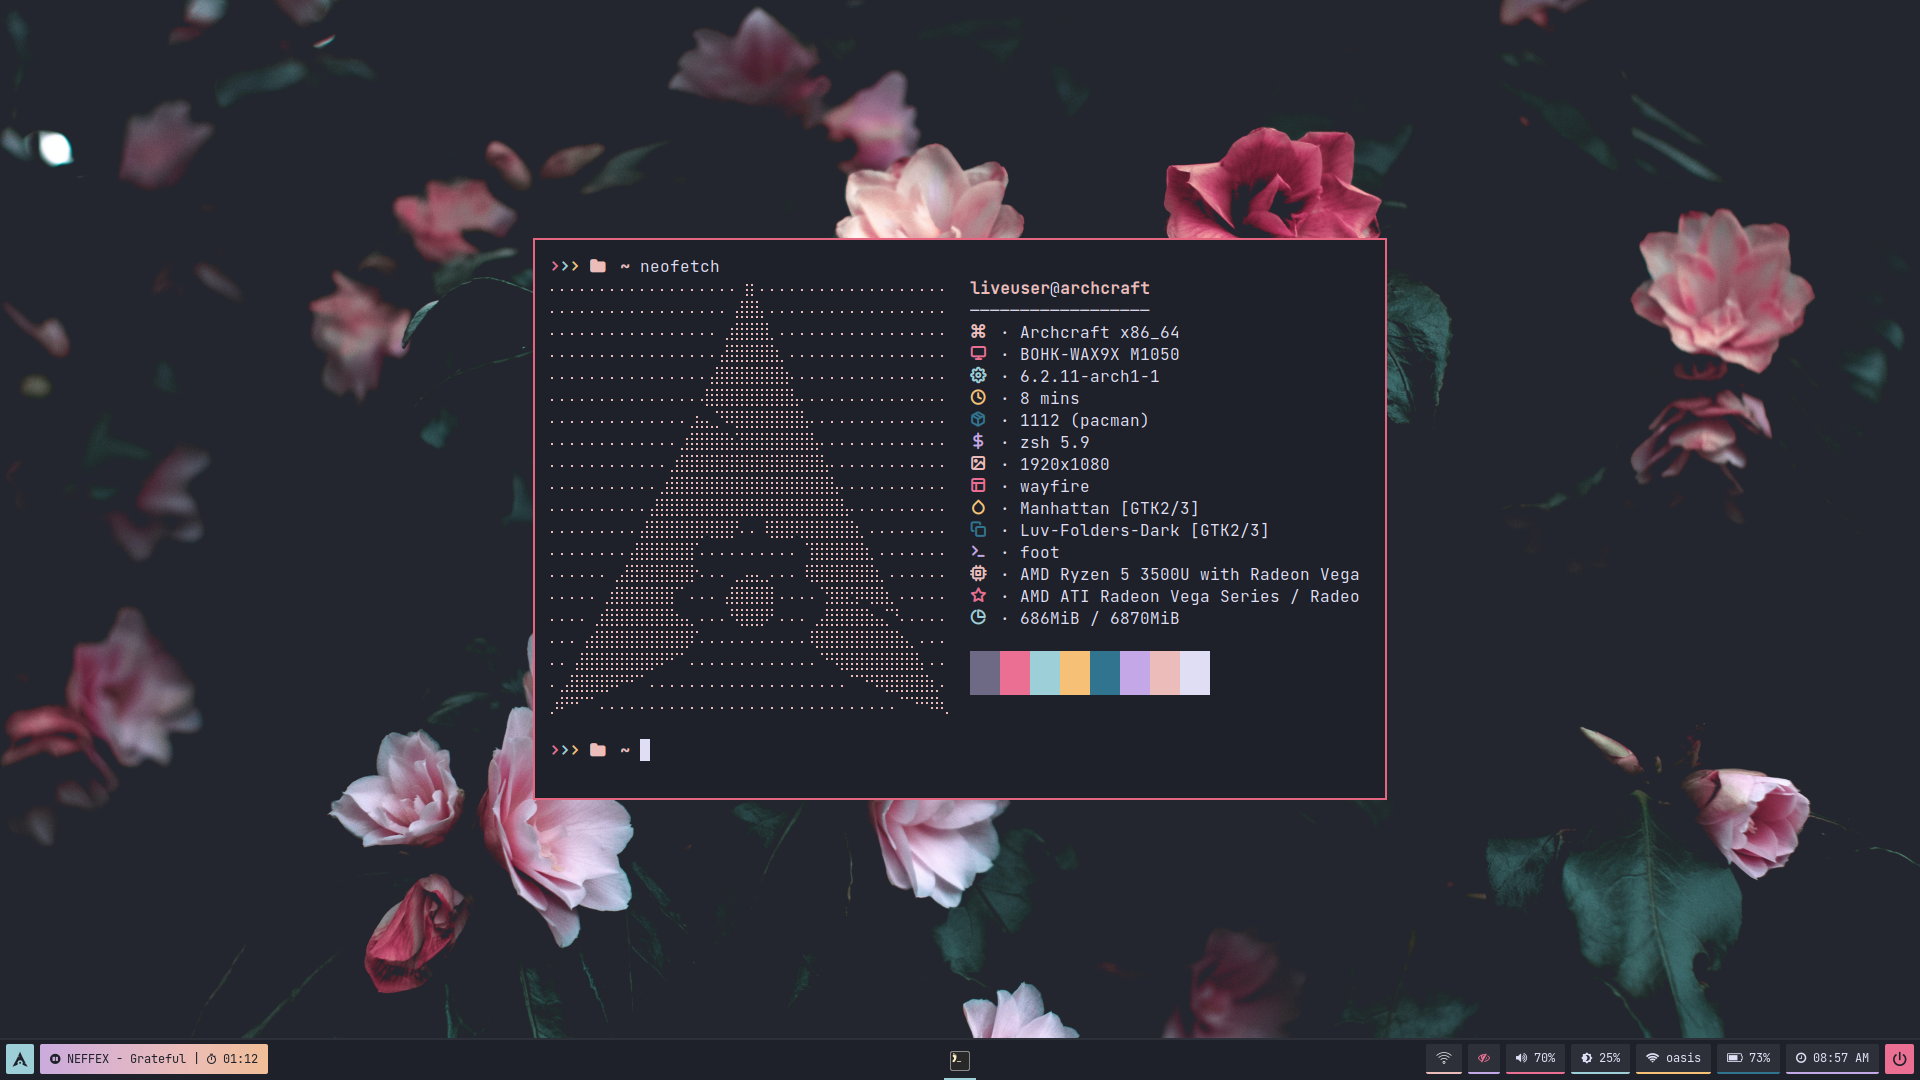 ~ neofetch
liveuser@archcraft
Archcraft x86_64
BOHK-WAX9X M1050
6.2.11-arch1-1
8 mins
1112 (pacman)
zsh 5.9
1920x1080
wayfire
Manhattan [GTK2/3]
Luv-Folders-Dark [GTK2/3]
foot
AMD Ryzen 5 3500U with Radeon Vega
AMD ATI Radeon Vega Series / Radeo
686MiB / 6870MiB
~
NEFFEX - Grateful | 01:12
70%
25%
oasis
73%
08:57 AM